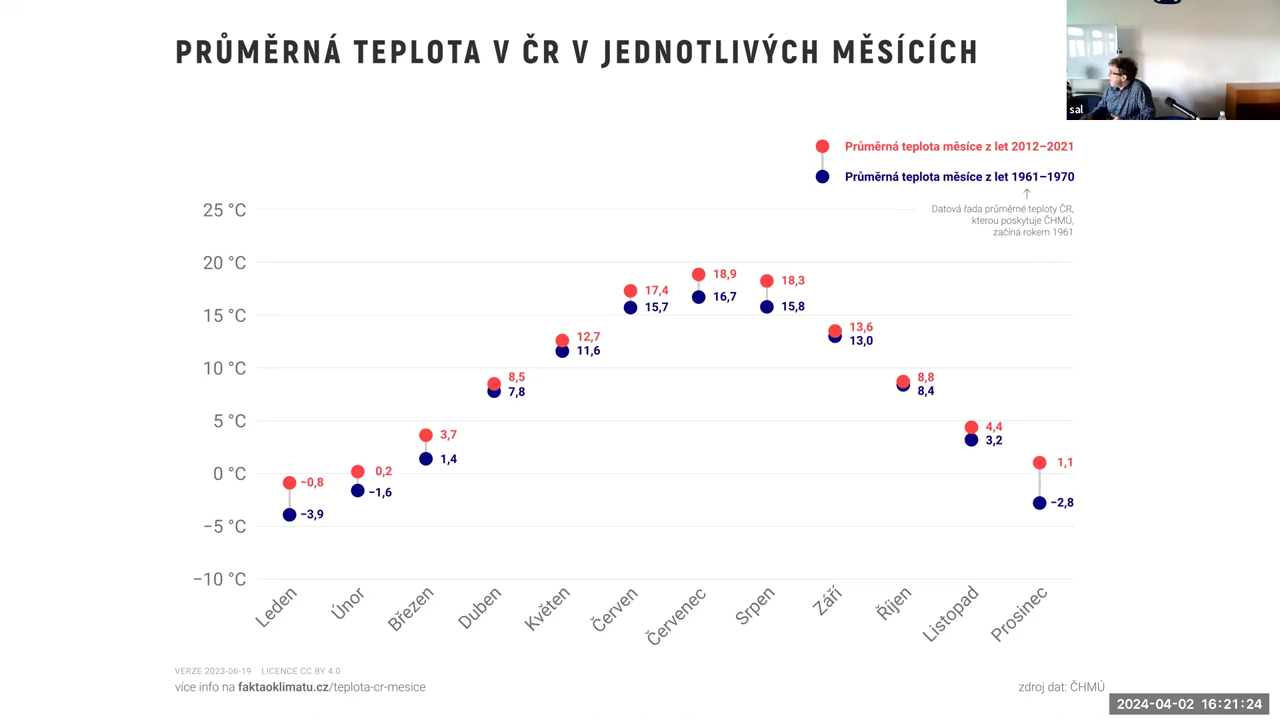 PRŮMĚRNÁ TEPLOTA V ČR V JEDNOTLIVÝCH MĚSÍCÍCH
sal
Průměrná teplota měsíce z let 2012–2021
Průměrná teplota měsíce z let 1961–1970
Datová řada průměrné teploty ČR,
kterou poskytuje ČHMÚ,
začíná rokem 1961
25 °C
20 °C
15 °C
10 °C
5 °C
0 °C
−5 °C
−10 °C
−0,8
−3,9
0,2
−1,6
3,7
1,4
8,5
7,8
12,7
11,6
17,4
15,7
18,9
16,7
18,3
15,8
13,6
13,0
8,8
8,4
4,4
3,2
1,1
−2,8
Leden
Únor
Březen
Duben
Květen
Červen
Červenec
Srpen
Září
Říjen
Listopad
Prosinec
VERZE 2023-06-19 LICENCE CC BY 4.0
více info na faktaoklimatu.cz/teplota-cr-mesice
zdroj dat: ČHMÚ
2024-04-02 16:21:24